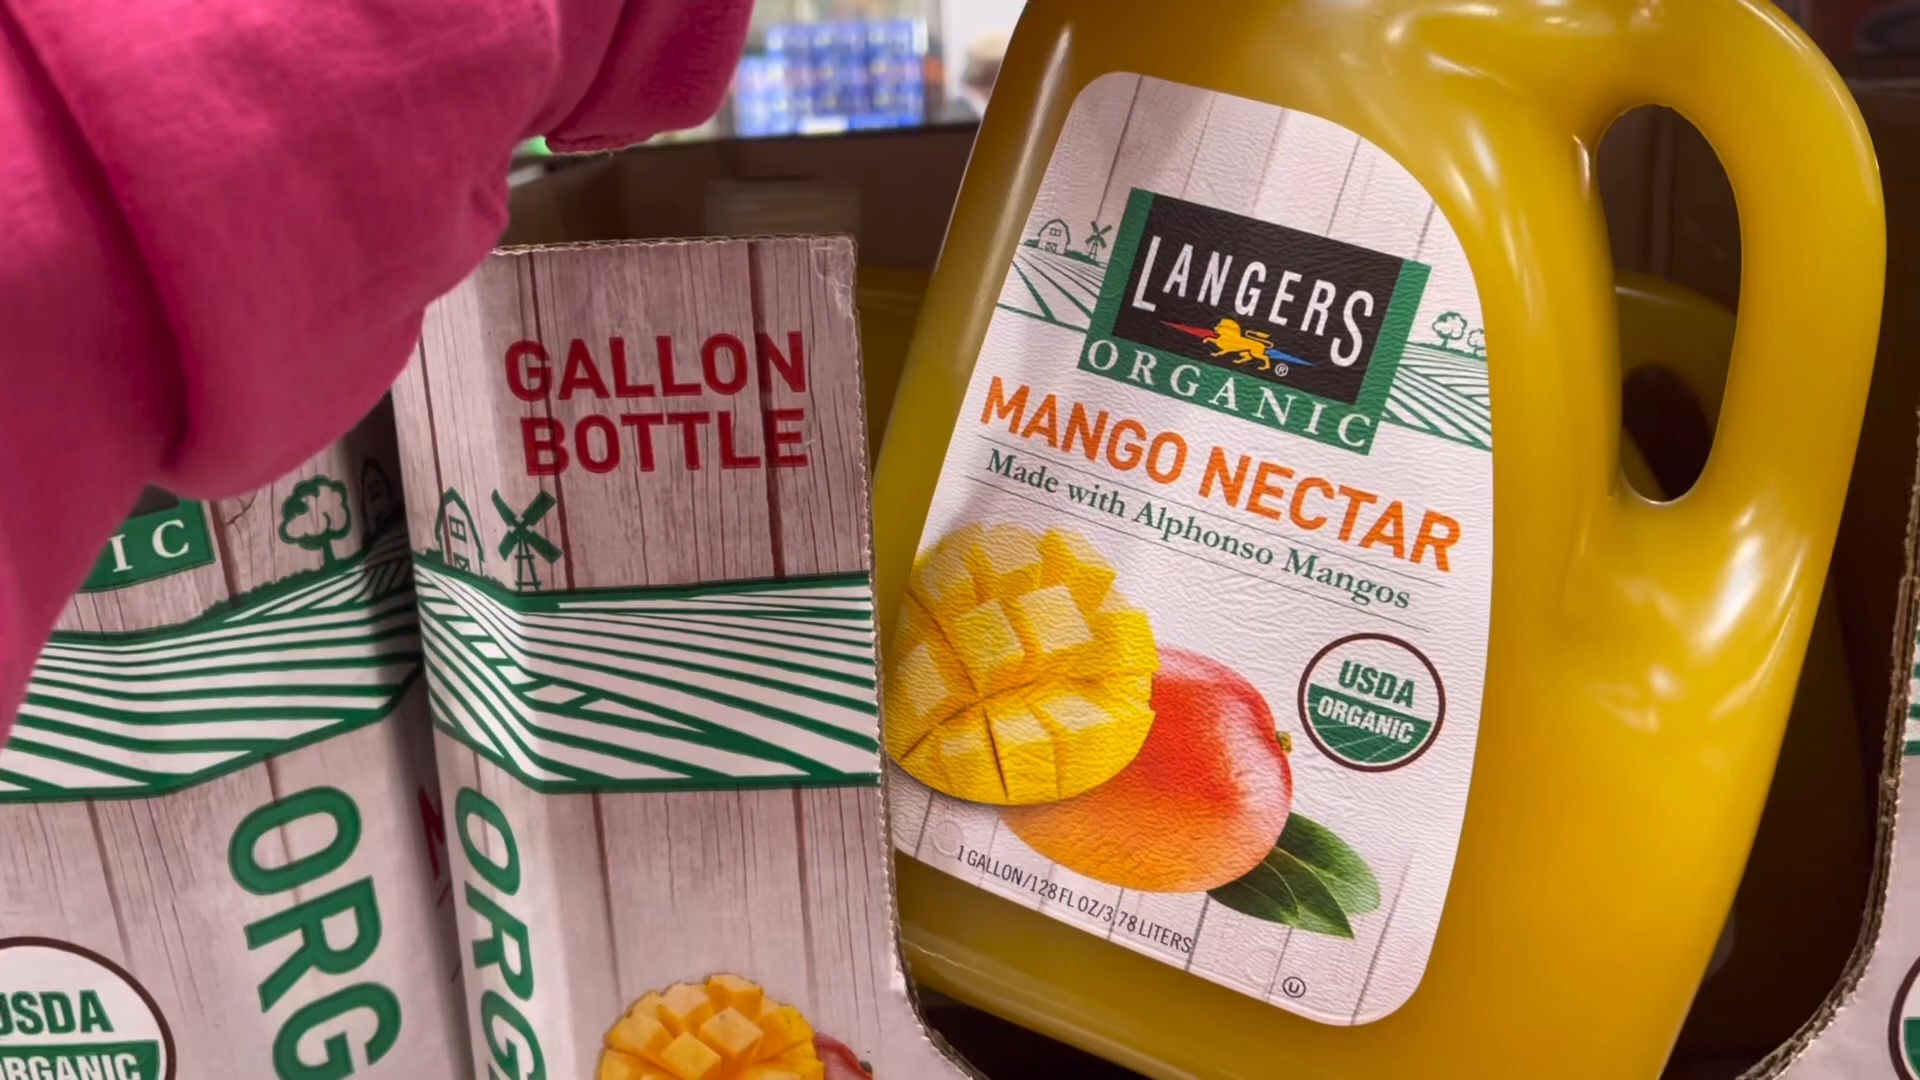 GALLON
BOTTLE
IC
ORG
ORG
USDA
ORGANIC
LANGERS
®
ORGANIC
MANGO NECTAR
Made with Alphonso Mangos
USDA
ORGANIC
1 GALLON/128 FL OZ/3.78 LITERS
U